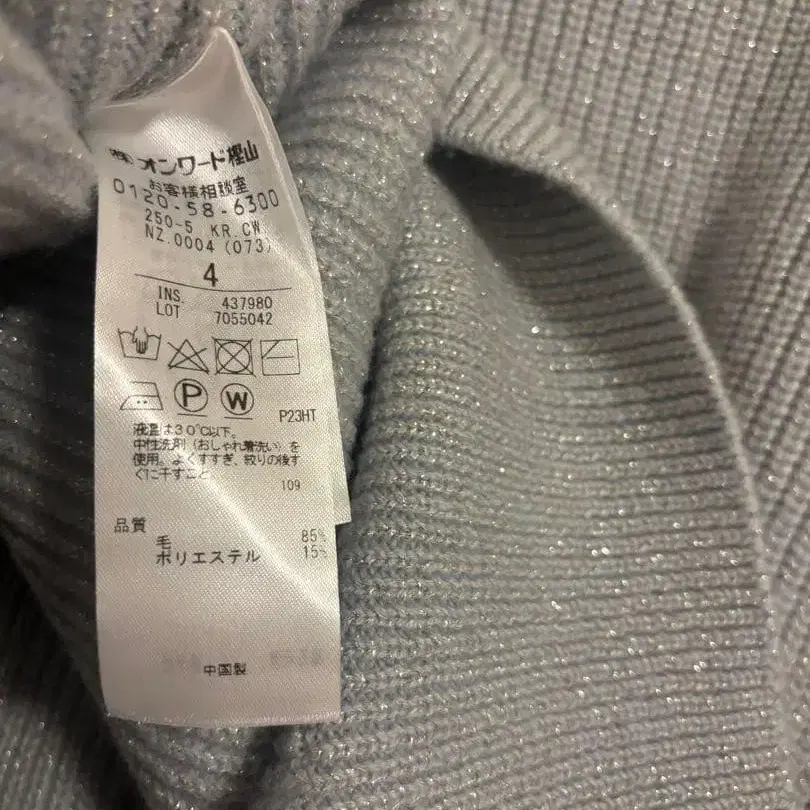 ㈱オンワード樫山
お客様相談室
0120-58-6300
250-5 KR.CW
NZ.0004(073)
4
INS. 437980
LOT 7055042
P W
P23HT
液温は30℃以下。
中性洗剤(おしゃれ着洗い)を
使用。よくすすぎ、絞りの後す
ぐに干すこと。
109
品質
毛 85%
ポリエステル 15%
中国製